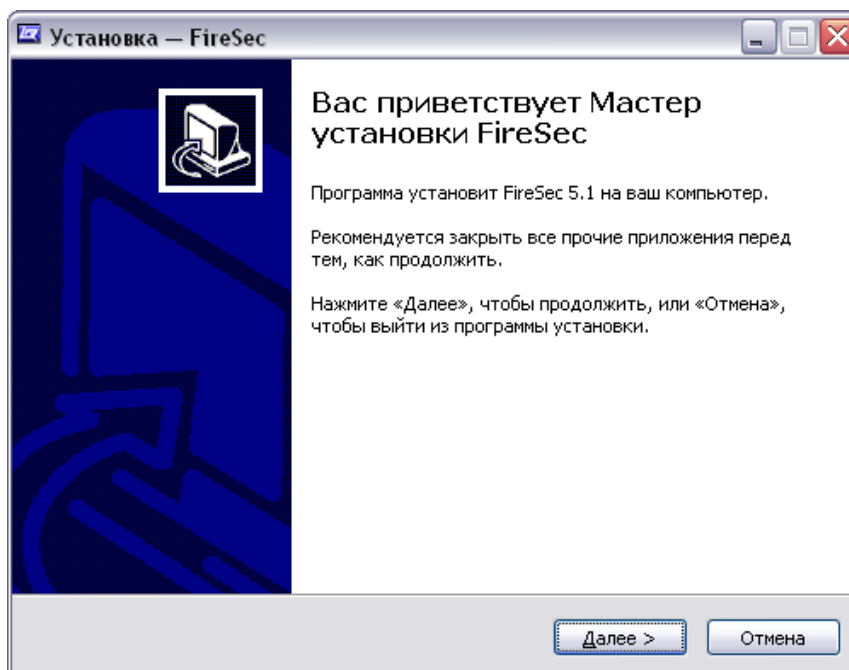 Установка — FireSec
Вас приветствует Мастер
установки FireSec
Программа установит FireSec 5.1 на ваш компьютер.
Рекомендуется закрыть все прочие приложения перед
тем, как продолжить.
Нажмите «Далее», чтобы продолжить, или «Отмена»,
чтобы выйти из программы установки.
Далее >
Отмена